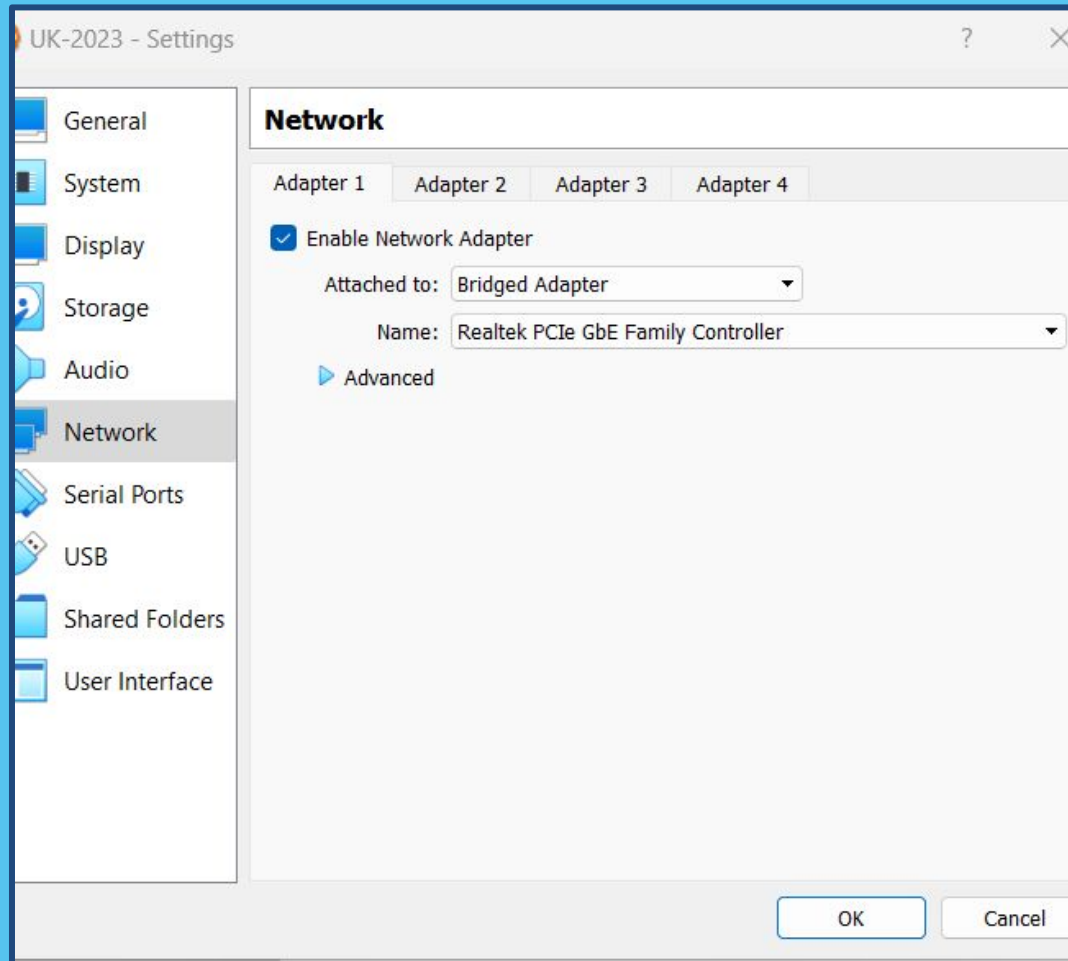 UK-2023 - Settings
?
General
System
Display
Storage
Audio
Network
Serial Ports
USB
Shared Folders
User Interface
Network
Adapter 1 Adapter 2 Adapter 3 Adapter 4
Enable Network Adapter
Attached to: Bridged Adapter
Name: Realtek PCIe GbE Family Controller
Advanced
OK Cancel